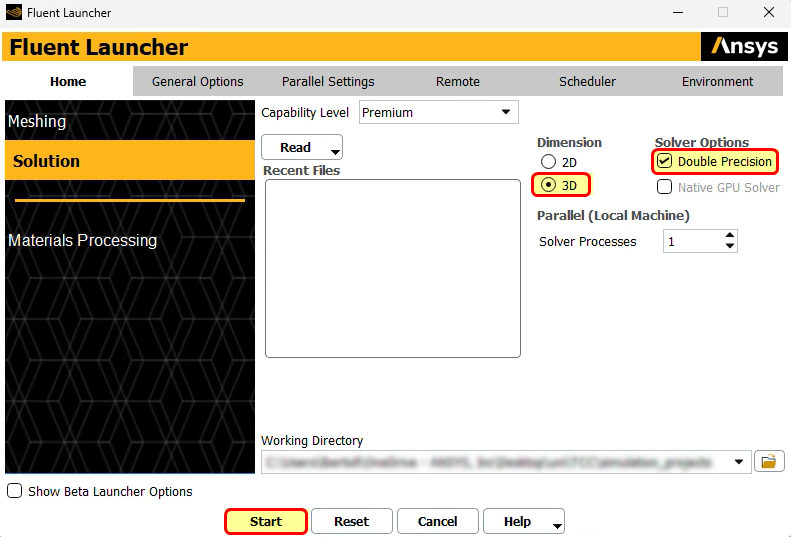 Fluent Launcher
Fluent Launcher
Ansys
Home General Options Parallel Settings Remote Scheduler Environment
Meshing
Solution
Materials Processing
Capability Level Premium
Read
Recent Files
Dimension
2D
3D
Solver Options
Double Precision
Native GPU Solver
Parallel (Local Machine)
Solver Processes 1
Working Directory
Show Beta Launcher Options
Start Reset Cancel Help